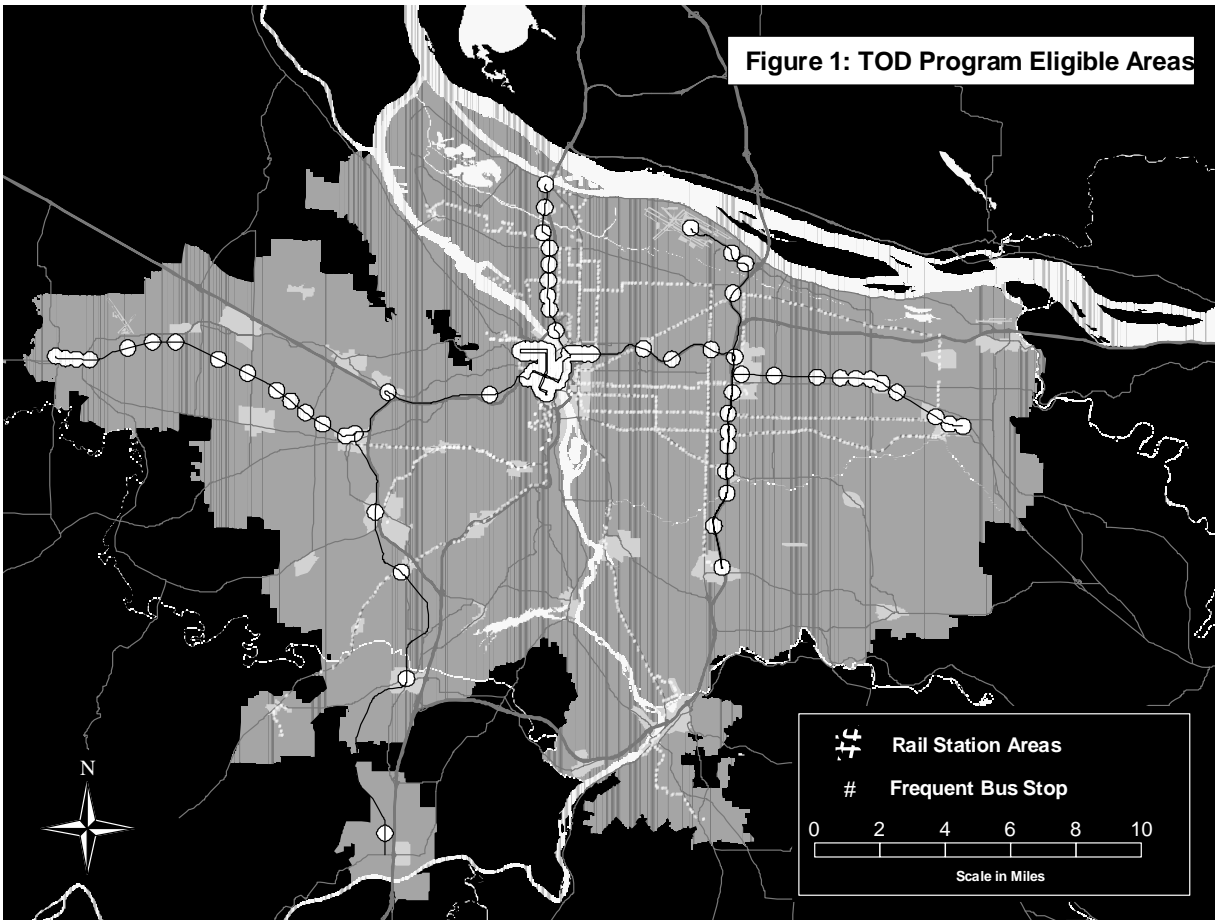 Figure 1: TOD Program Eligible Areas
N
Rail Station Areas
# Frequent Bus Stop
0 2 4 6 8 10
Scale in Miles